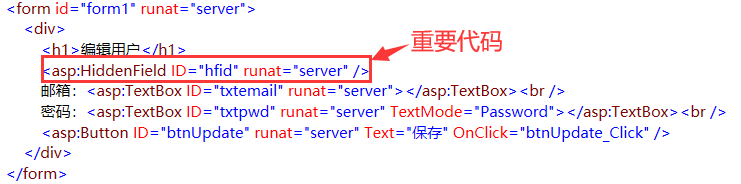 <form id="form1" runat="server">
<div>
<h1>编辑用户</h1>
重要代码
<asp:HiddenField ID="hfid" runat="server" />
邮箱：<asp:TextBox ID="txtemail" runat="server"></asp:TextBox><br />
密码：<asp:TextBox ID="txtpwd" runat="server" TextMode="Password"></asp:TextBox><br />
<asp:Button ID="btnUpdate" runat="server" Text="保存" OnClick="btnUpdate_Click" />
</div>
</form>